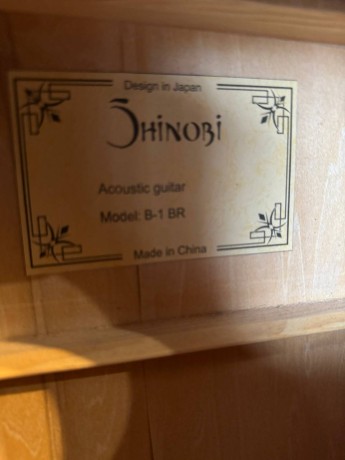 Design in Japan
SHINOBI
Acoustic guitar
Model: B-1 BR
Made in China